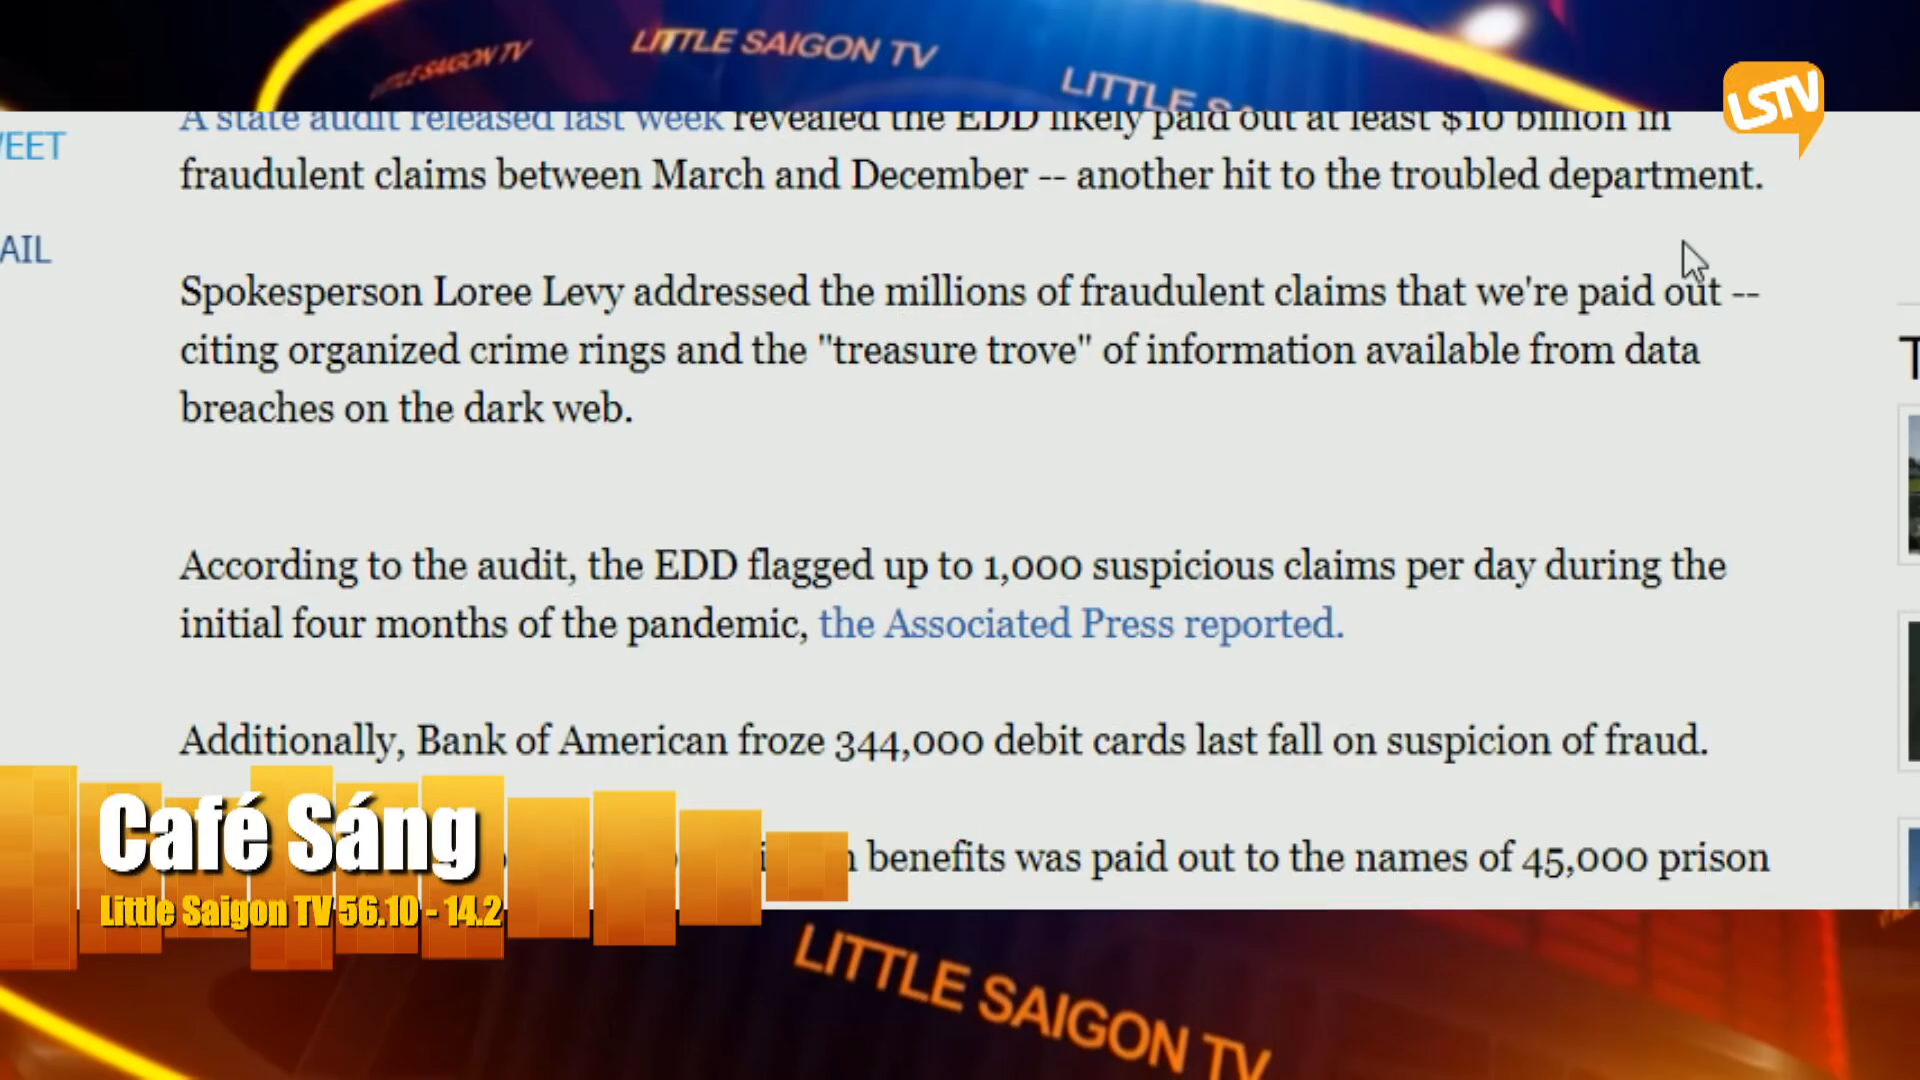 LITTLE SAIGON TV
LITTLE SAIGON TV
LITTLE
LSTV
A state audit released last week revealed the EDD likely paid out at least $10 billion in
fraudulent claims between March and December -- another hit to the troubled department.
Spokesperson Loree Levy addressed the millions of fraudulent claims that we're paid out --
citing organized crime rings and the "treasure trove" of information available from data
breaches on the dark web.
According to the audit, the EDD flagged up to 1,000 suspicious claims per day during the
initial four months of the pandemic, the Associated Press reported.
Additionally, Bank of American froze 344,000 debit cards last fall on suspicion of fraud.
benefits was paid out to the names of 45,000 prison
Café Sáng
Little Saigon TV 56.10 - 14.2
LITTLE SAIGON TV